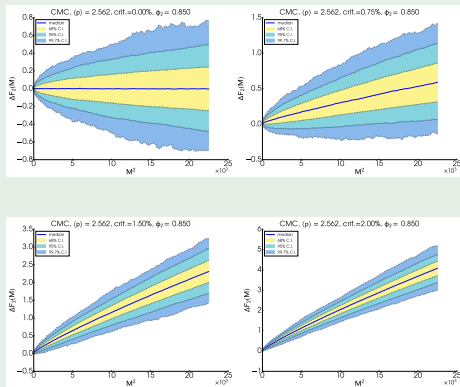 CMC, ⟨p⟩ = 2.562, crit.=0.00%, ϕ₂= 0.850
0.8
0.6
0.4
0.2
0.0
−0.2
−0.4
−0.6
−0.8
ΔF₂(M)
median
68% C.I.
95% C.I.
99.7% C.I.
0 5 10 15 20 25
M²
×10³
CMC, ⟨p⟩ = 2.562, crit.=0.75%, ϕ₂= 0.850
1.5
1.0
0.5
0.0
−0.5
ΔF₂(M)
median
68% C.I.
95% C.I.
99.7% C.I.
0 5 10 15 20 25
M²
×10³
CMC, ⟨p⟩ = 2.562, crit.=1.50%, ϕ₂= 0.850
3.5
3.0
2.5
2.0
1.5
1.0
0.5
0.0
−0.5
ΔF₂(M)
median
68% C.I.
95% C.I.
99.7% C.I.
0 5 10 15 20 25
M²
×10³
CMC, ⟨p⟩ = 2.562, crit.=2.00%, ϕ₂= 0.850
6
5
4
3
2
1
0
−1
ΔF₂(M)
median
68% C.I.
95% C.I.
99.7% C.I.
0 5 10 15 20 25
M²
×10³